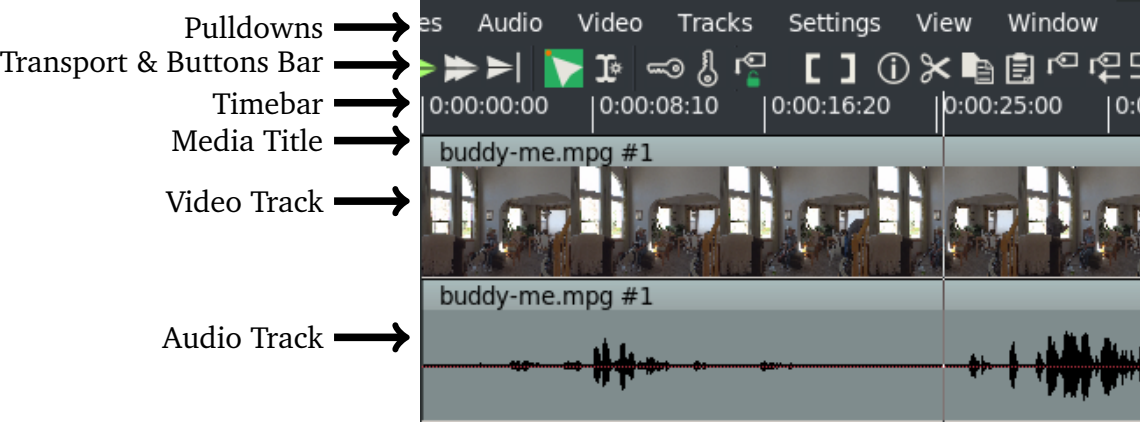 Pulldowns
es Audio Video Tracks Settings View Window
Transport & Buttons Bar
Timebar
0:00:00:00 0:00:08:10 0:00:16:20 0:00:25:00 0:
Media Title
buddy-me.mpg #1
Video Track
buddy-me.mpg #1
Audio Track